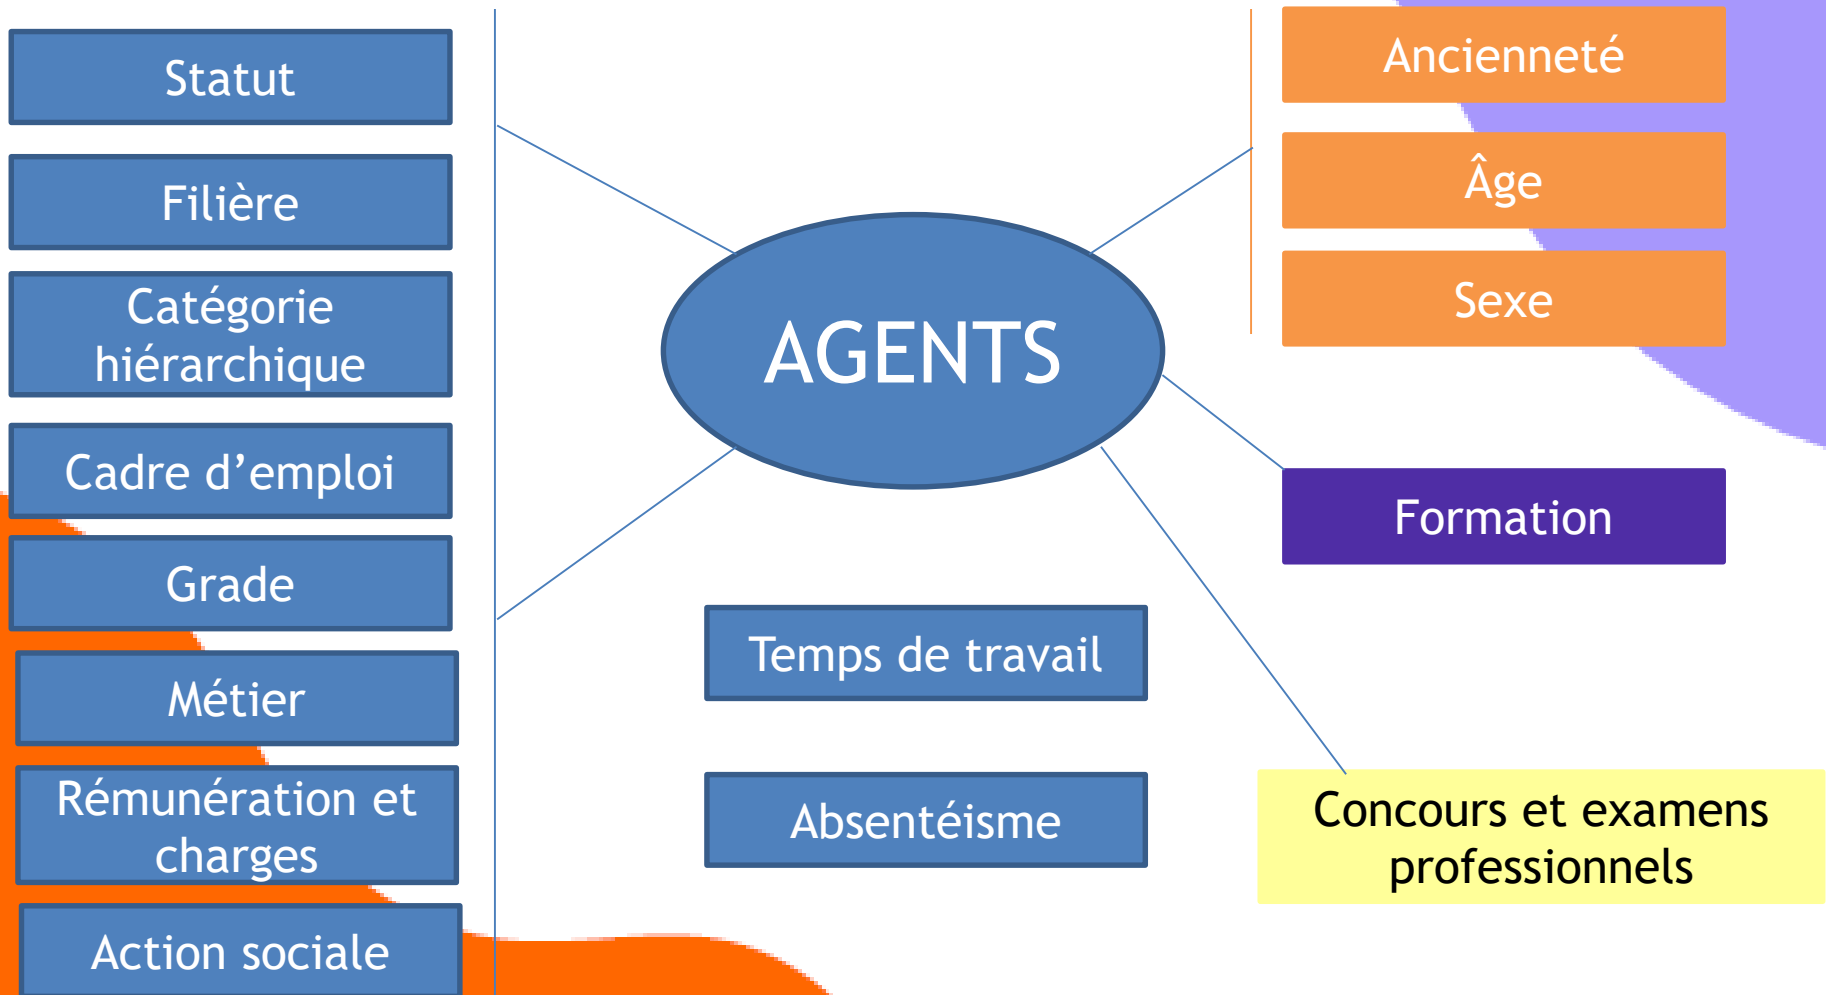 Statut
Filière
Catégorie
hiérarchique
Cadre d’emploi
Grade
Métier
Rémunération et
charges
Action sociale
AGENTS
Temps de travail
Absentéisme
Ancienneté
Âge
Sexe
Formation
Concours et examens
professionnels